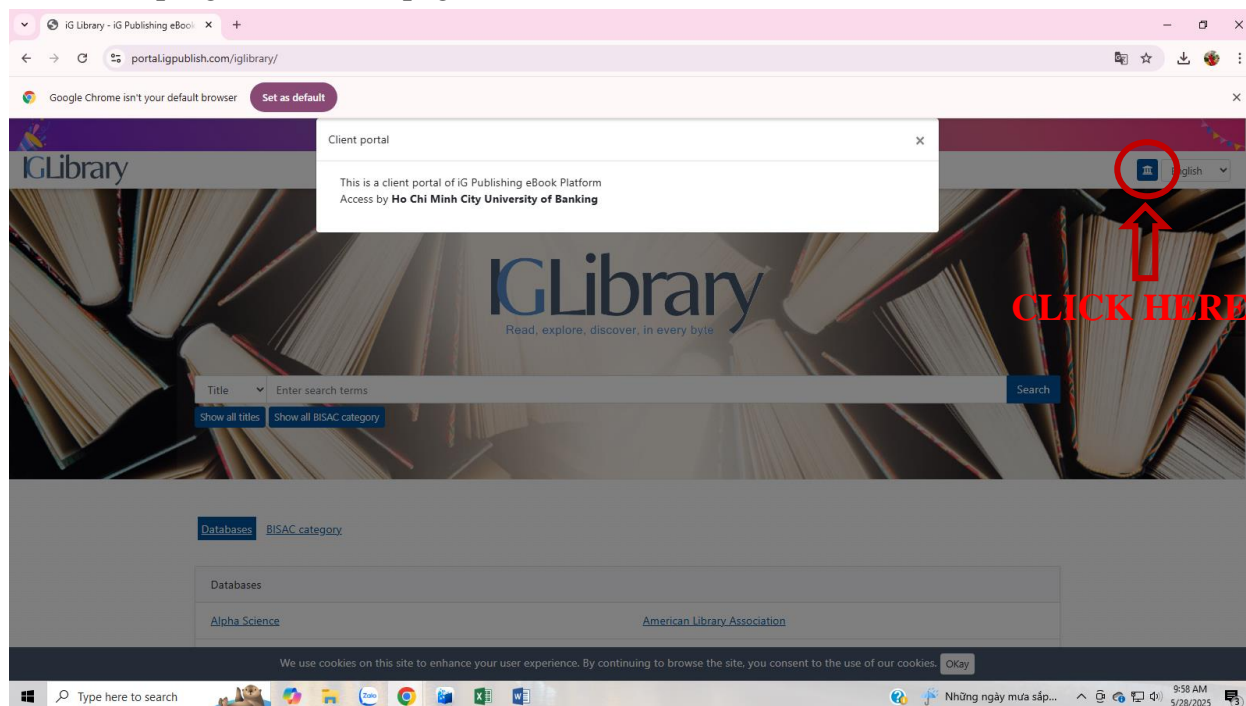 iG Library - iG Publishing eBook
portal.igpublish.com/iglibrary/
Google Chrome isn't your default browser
Set as default
Client portal
This is a client portal of iG Publishing eBook Platform
Access by Ho Chi Minh City University of Banking
IGLibrary
English
IGLibrary
Read, explore, discover, in every byte
CLICK HERE
Title
Enter search terms
Search
Show all titles
Show all BISAC category
Databases
BISAC category
Databases
Alpha Science
American Library Association
We use cookies on this site to enhance your user experience. By continuing to browse the site, you consent to the use of our cookies.
OKay
Type here to search
Zalo
Những ngày mưa sắp...
9:58 AM
5/28/2025